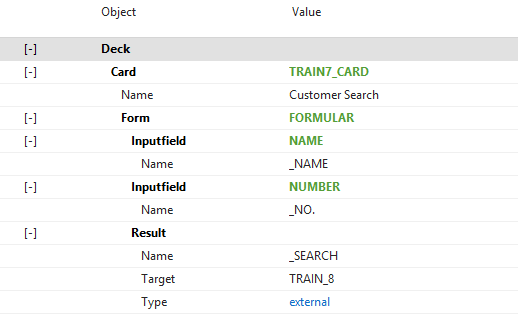 Object Value
[-] Deck
[-] Card TRAIN7_CARD
Name Customer Search
[-] Form FORMULAR
[-] Inputfield NAME
Name _NAME
[-] Inputfield NUMBER
Name _NO.
[-] Result
Name _SEARCH
Target TRAIN_8
Type external